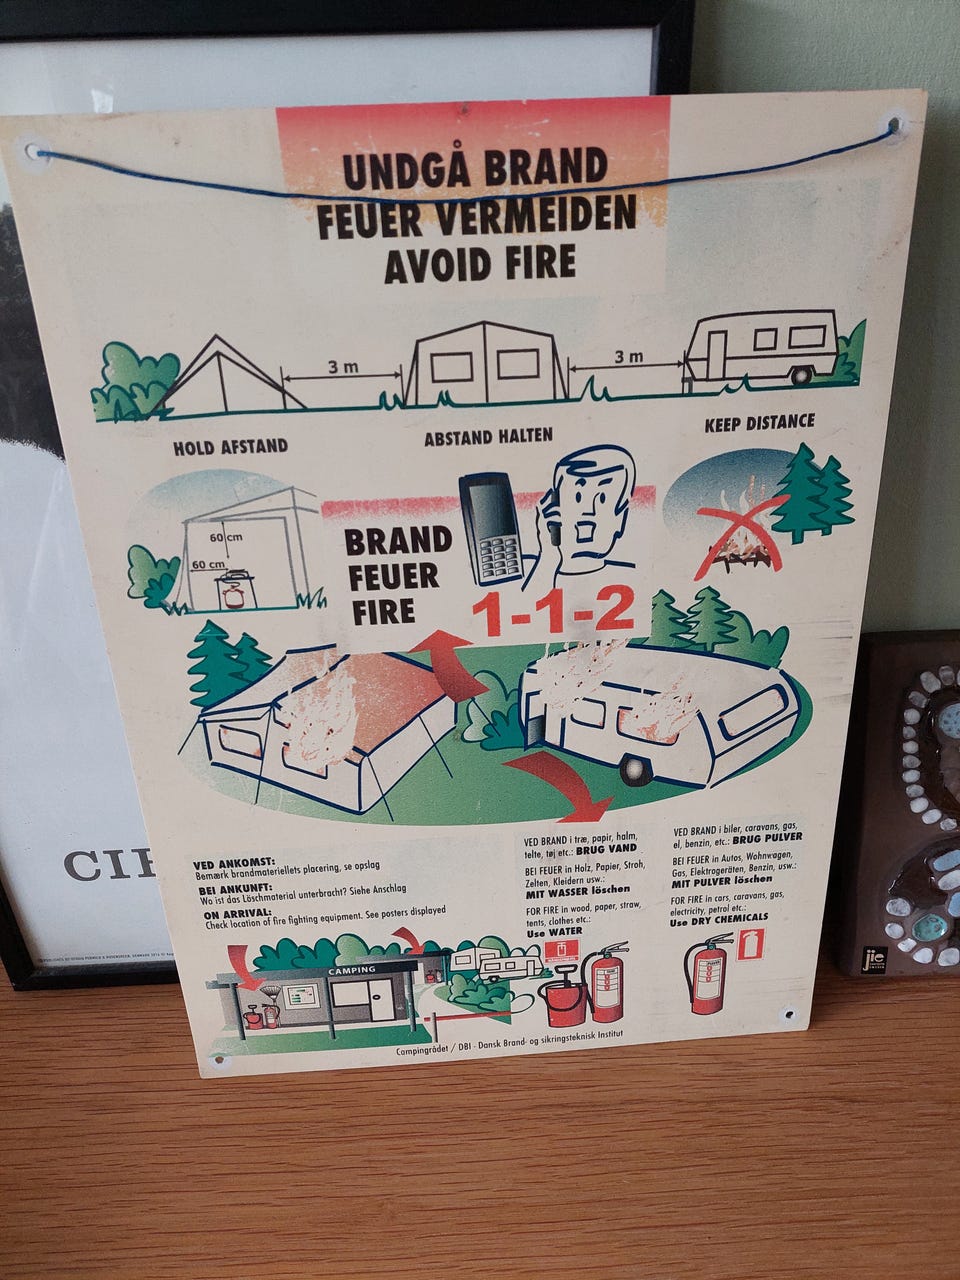 UNDGÅ BRAND
FEUER VERMEIDEN
AVOID FIRE
3 m
3 m
HOLD AFSTAND
ABSTAND HALTEN
KEEP DISTANCE
60 cm
60 cm
BRAND
FEUER
FIRE
1-1-2
VED ANKOMST:
Bemærk brandmateriellets placering, se opslag
BEI ANKUNFT:
Wo ist das Löschmaterial unterbracht? Siehe Anschlag
ON ARRIVAL:
Check location of fire fighting equipment. See posters displayed
VED BRAND i træ, papir, halm,
telte, tøj etc.: BRUG VAND
BEI FEUER in Holz, Papier, Stroh,
Zelten, Kleidern usw.:
MIT WASSER löschen
FOR FIRE in wood, paper, straw,
tents, clothes etc.:
Use WATER
VED BRAND i biler, caravans, gas,
el, benzin, etc.: BRUG PULVER
BEI FEUER in Autos, Wohnwagen,
Gas, Elektrogeräten, Benzin, usw.:
MIT PULVER löschen
FOR FIRE in cars, caravans, gas,
electricity, petrol etc.:
Use DRY CHEMICALS
CAMPING
Campingrådet / DBI - Dansk Brand- og sikringsteknisk Institut
CIR
jie